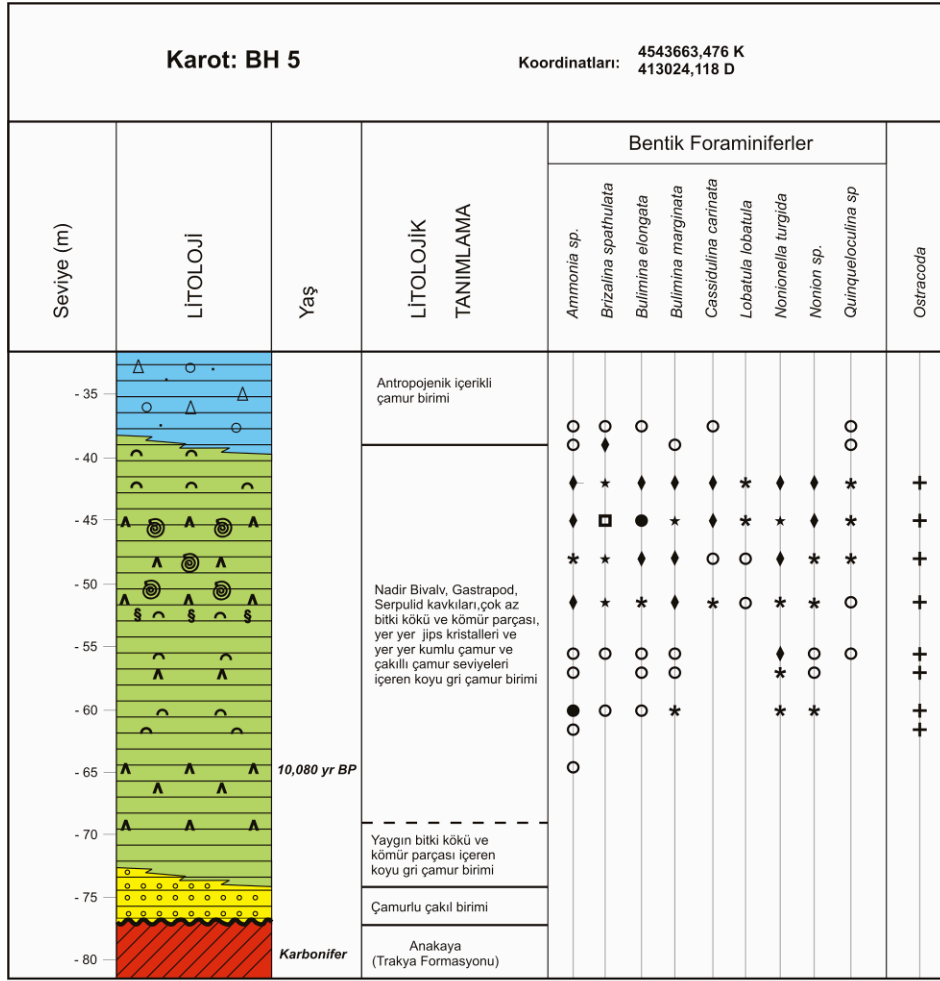 Karot: BH 5
Koordinatları:
4543663,476 K
413024,118 D
Seviye (m)
LİTOLOJİ
Yaş
LİTOLOJİK
TANIMLAMA
Bentik Foraminiferler
Ammonia sp.
Brizalina spathulata
Bulimina elongata
Bulimina marginata
Cassidulina carinata
Lobatula lobatula
Nonionella turgida
Nonion sp.
Quinqueloculina sp
Ostracoda
- 35
- 40
- 45
- 50
- 55
- 60
- 65
- 70
- 75
- 80
10,080 yr BP
Karbonifer
Antropojenik içerikli
çamur birimi
Nadir Bivalv, Gastrapod,
Serpulid kavkıları,çok az
bitki kökü ve kömür parçası,
yer yer jips kristalleri ve
yer yer kumlu çamur ve
çakıllı çamur seviyeleri
içeren koyu gri çamur birimi
Yaygın bitki kökü ve
kömür parçası içeren
koyu gri çamur birimi
Çamurlu çakıl birimi
Anakaya
(Trakya Formasyonu)